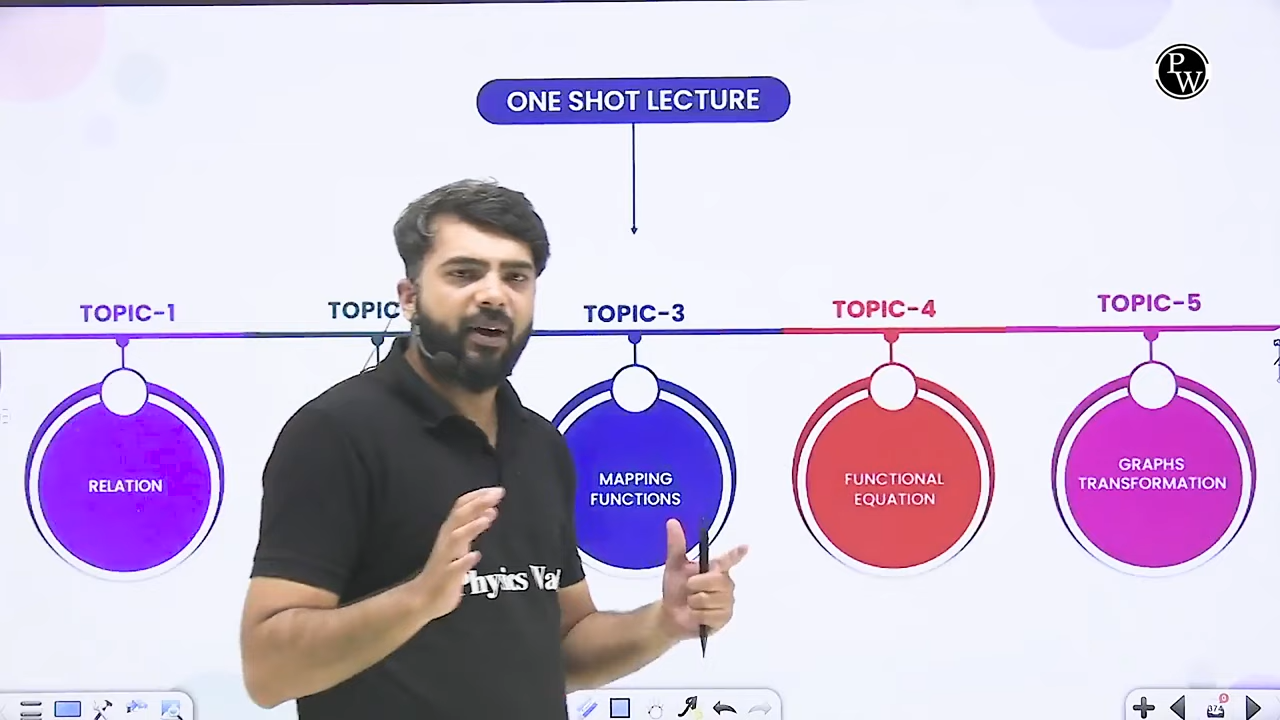 P
W
ONE SHOT LECTURE
TOPIC-1
TOPIC
TOPIC-3
TOPIC-4
TOPIC-5
RELATION
MAPPING
FUNCTIONS
FUNCTIONAL
EQUATION
GRAPHS
TRANSFORMATION
Physics Wa